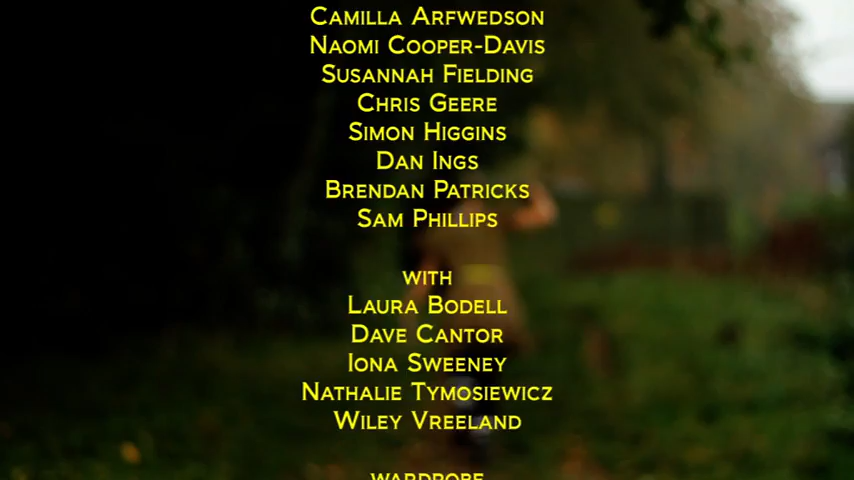 Camilla Arfwedson
Naomi Cooper-Davis
Susannah Fielding
Chris Geere
Simon Higgins
Dan Ings
Brendan Patricks
Sam Phillips
with
Laura Bodell
Dave Cantor
Iona Sweeney
Nathalie Tymosiewicz
Wiley Vreeland
wardrobe